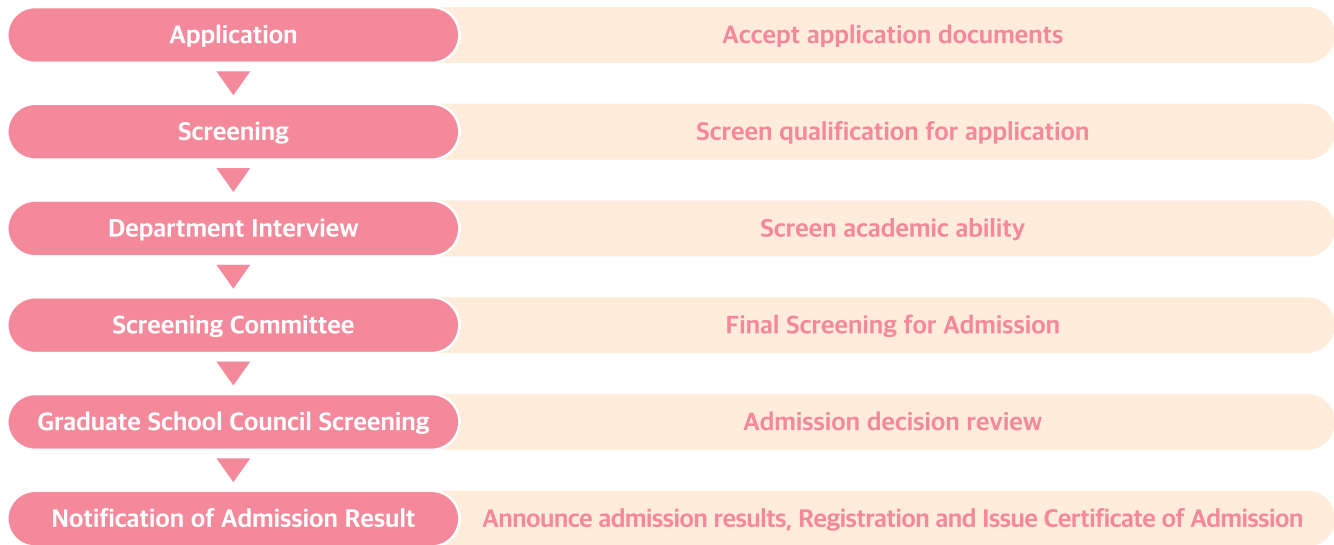 Application
Accept application documents
Screening
Screen qualification for application
Department Interview
Screen academic ability
Screening Committee
Final Screening for Admission
Graduate School Council Screening
Admission decision review
Notification of Admission Result
Announce admission results, Registration and Issue Certificate of Admission